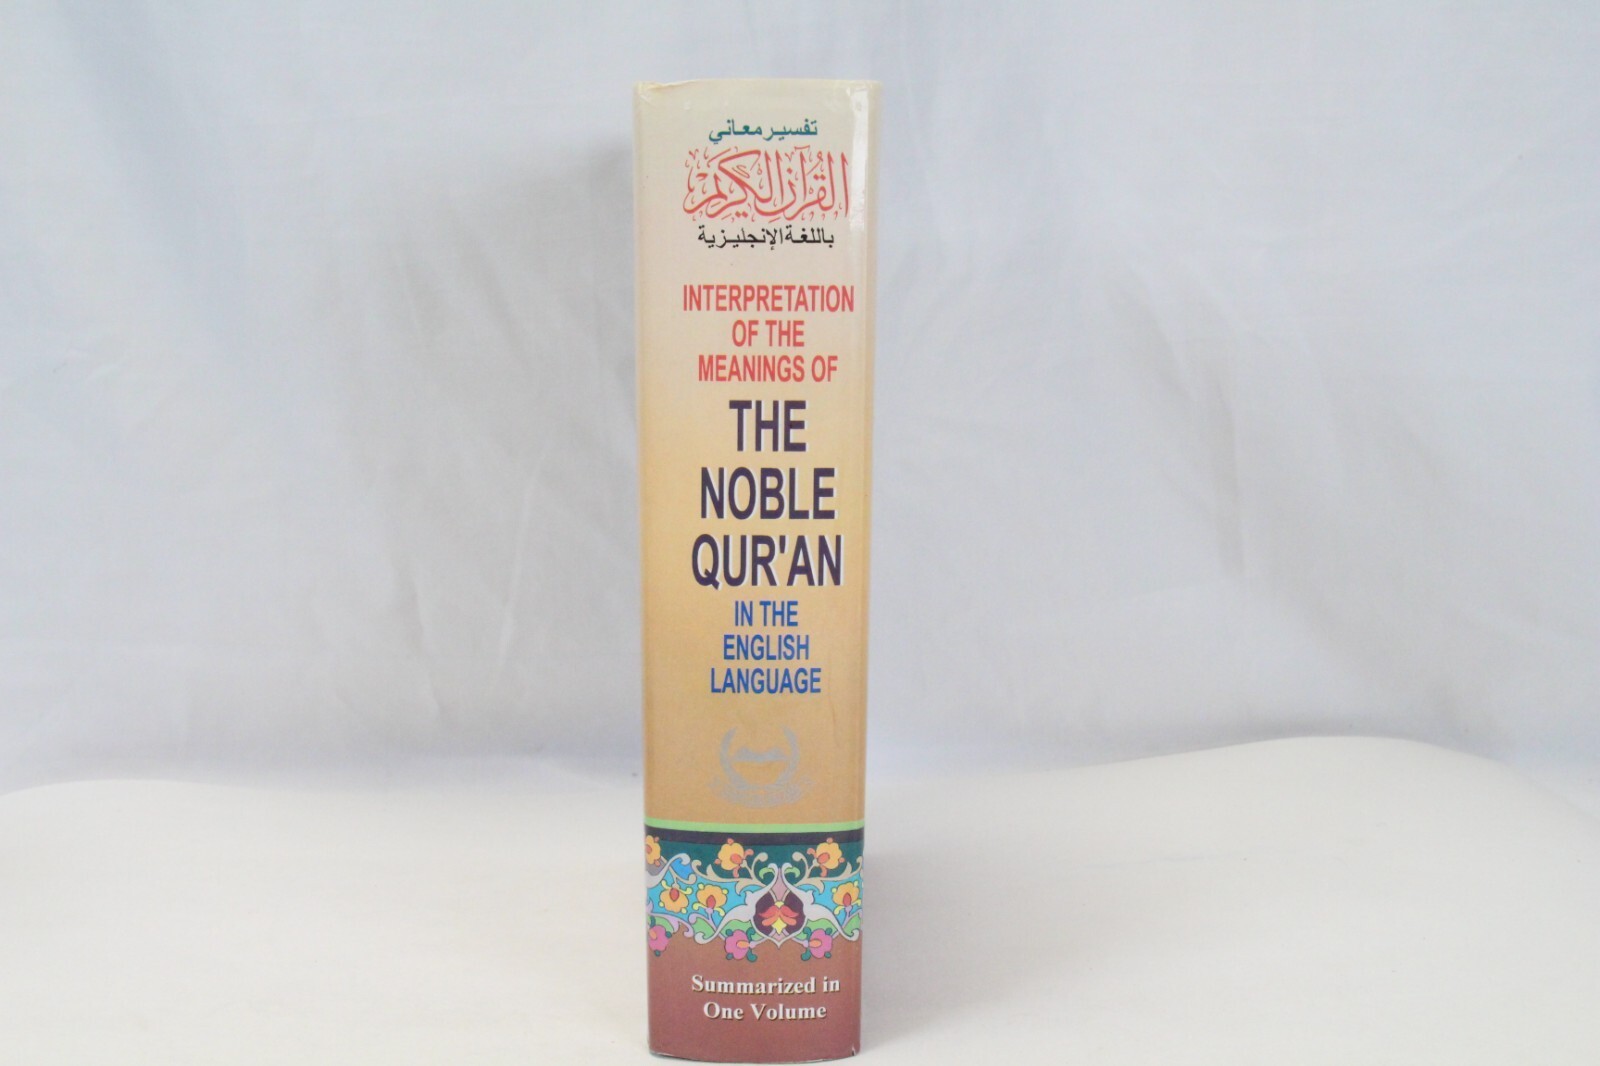 تفسير معاني
القرآن الكريم
باللغة الإنجليزية
INTERPRETATION
OF THE
MEANINGS OF
THE
NOBLE
QUR'AN
IN THE
ENGLISH
LANGUAGE
Summarized in
One Volume